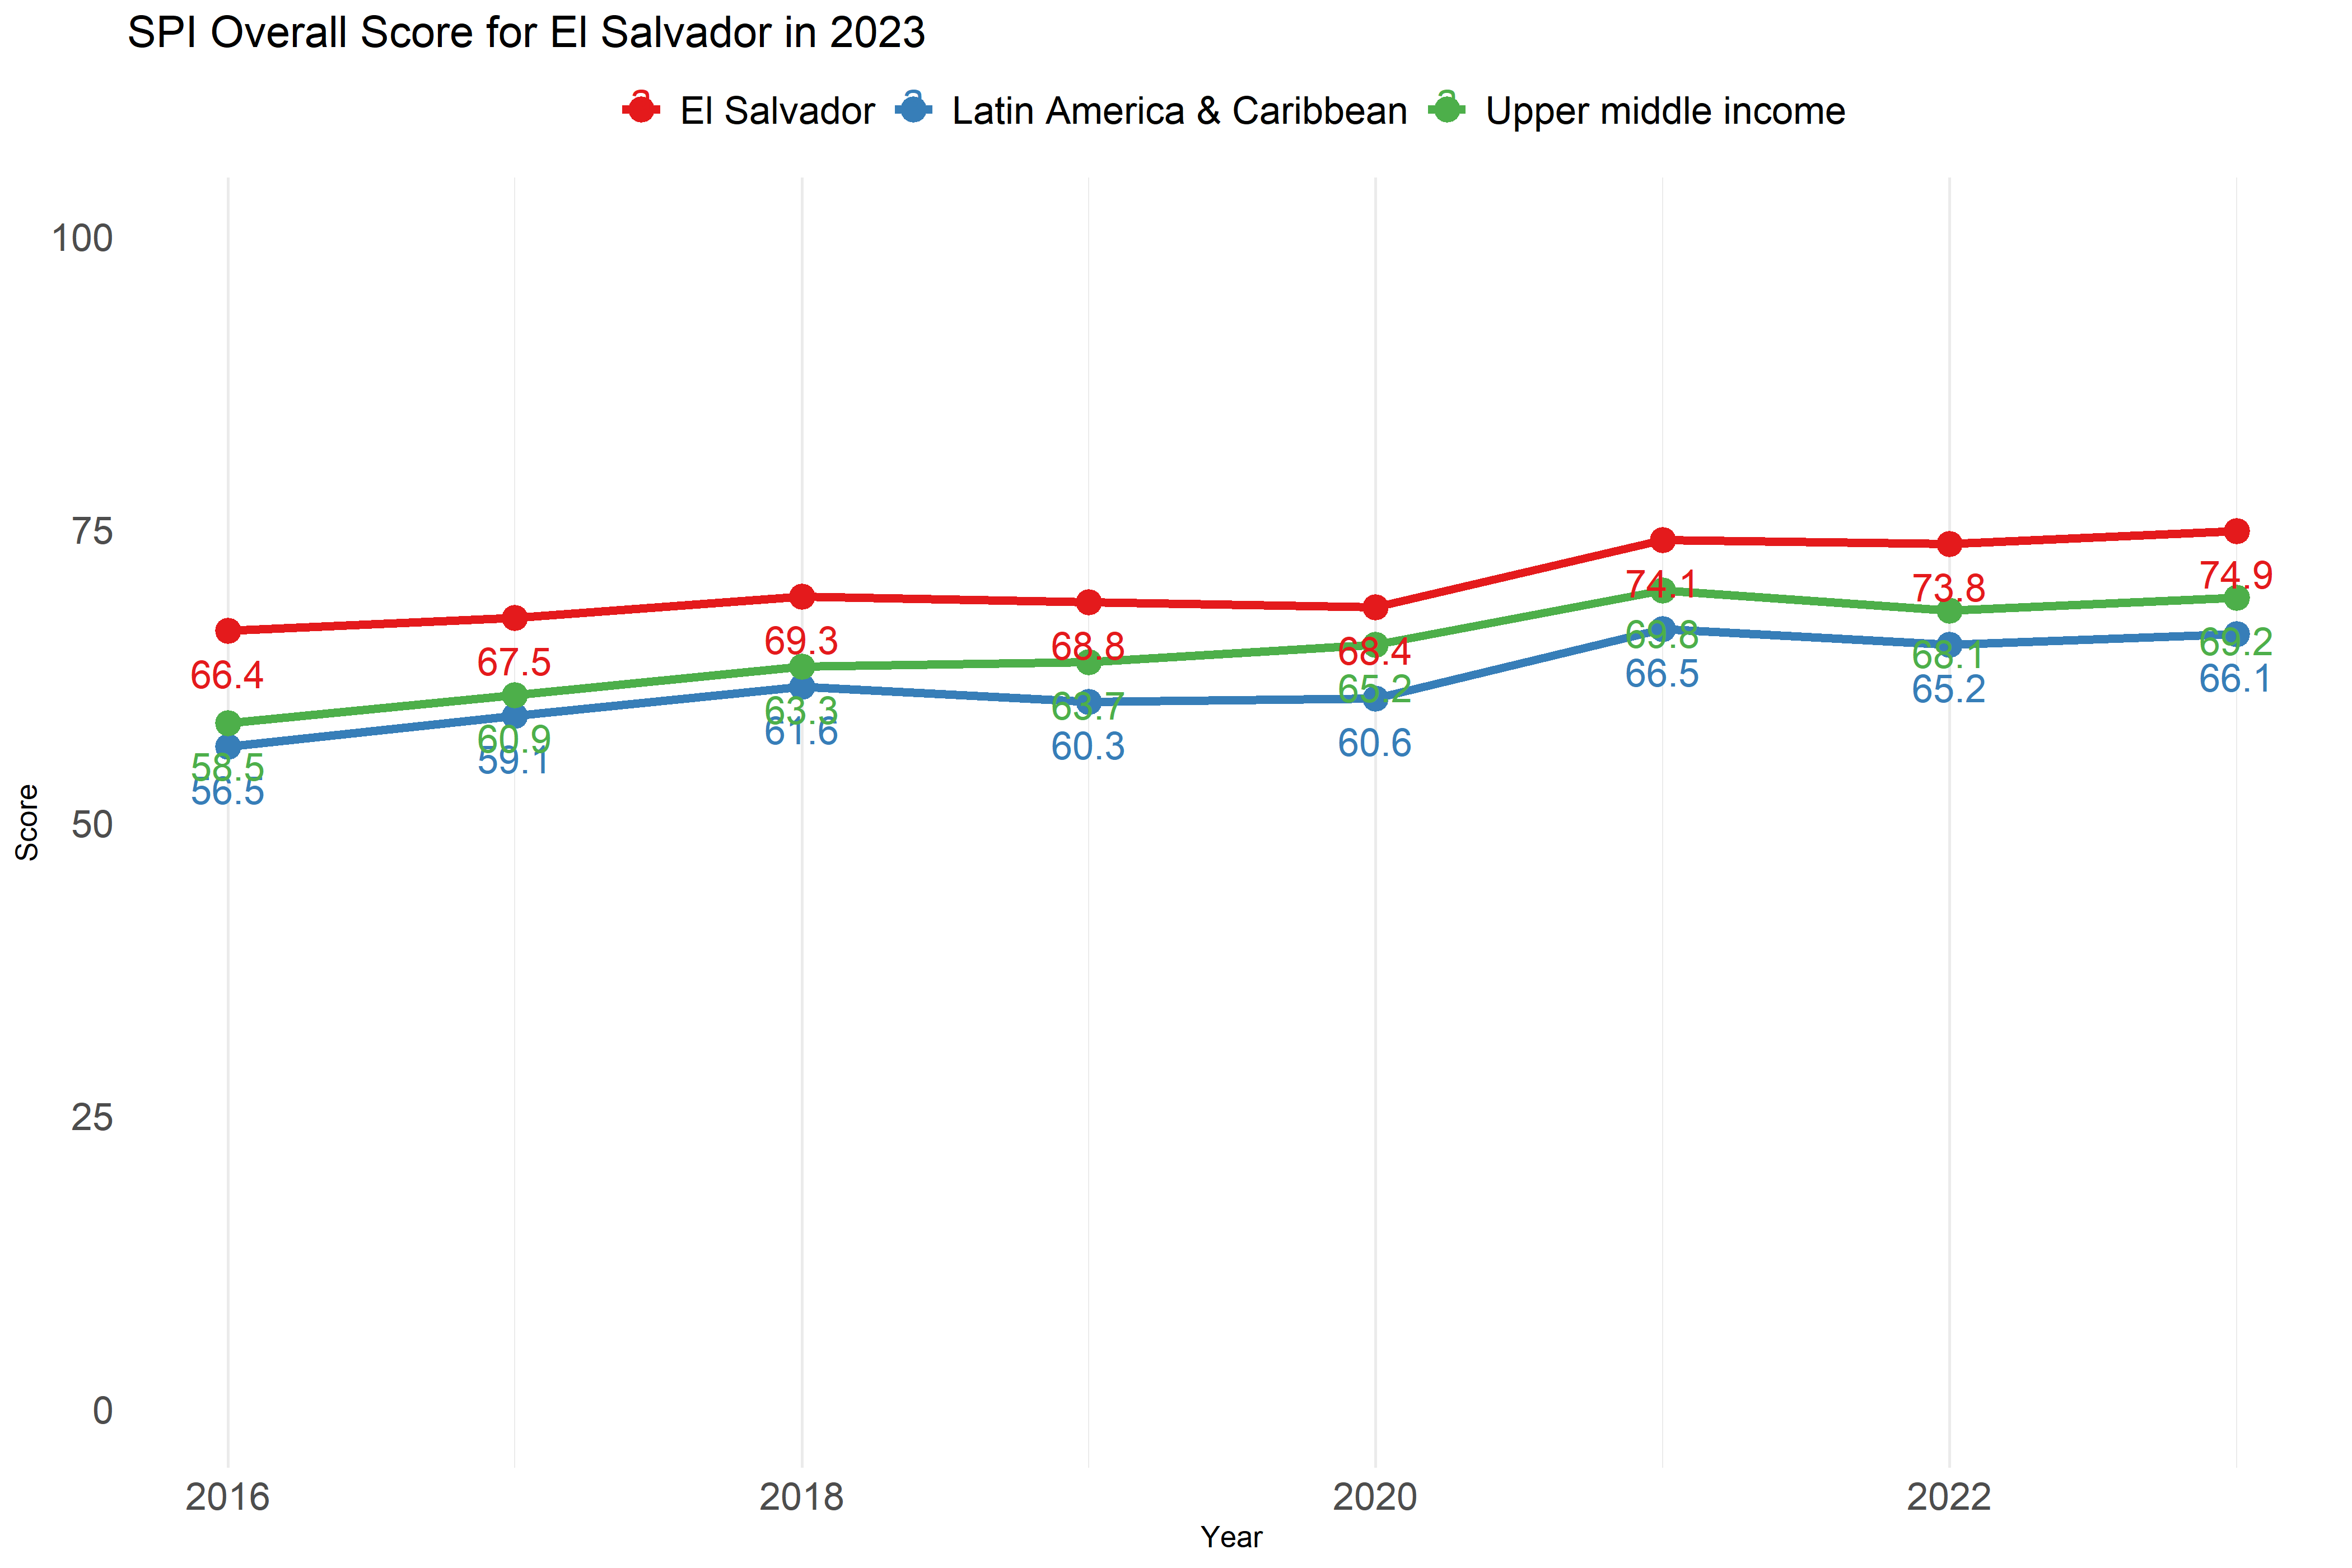 SPI Overall Score for El Salvador in 2023
El Salvador Latin America & Caribbean Upper middle income
100
75
50
25
0
Score
66.4 67.5 69.3 68.8 68.4 74.1 73.8 74.9
58.5 60.9 63.3 63.7 65.2 69.8 68.1 69.2
56.5 59.1 61.6 60.3 60.6 66.5 65.2 66.1
2016 2018 2020 2022
Year